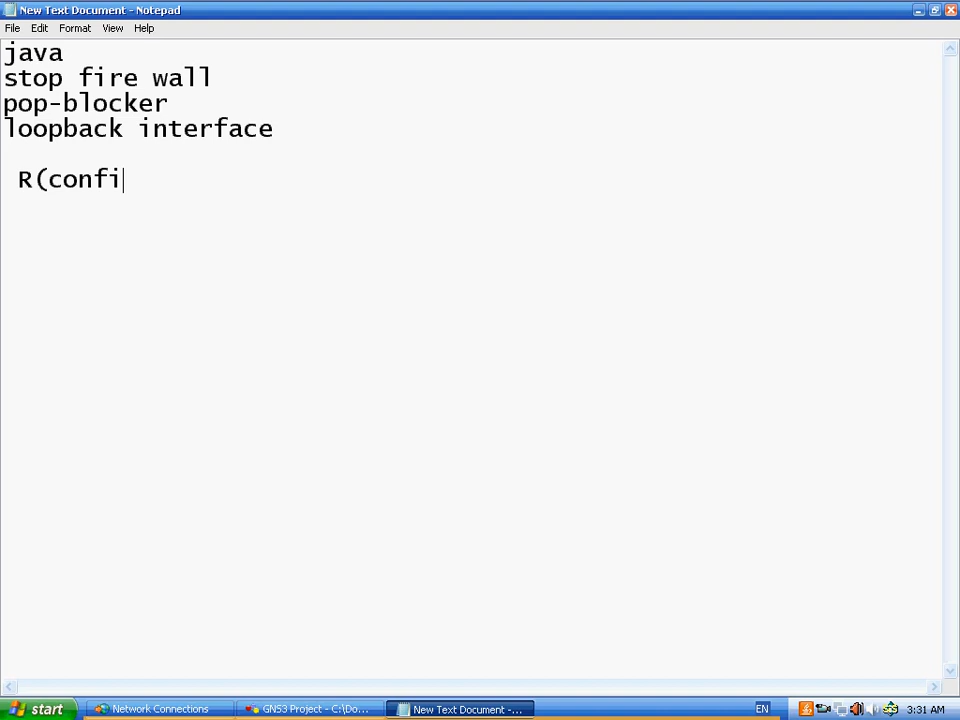 New Text Document - Notepad
File Edit Format View Help
java
stop fire wall
pop-blocker
loopback interface
R(confi
start
Network Connections
GNS3 Project - C:\Do...
New Text Document -...
EN
3:31 AM